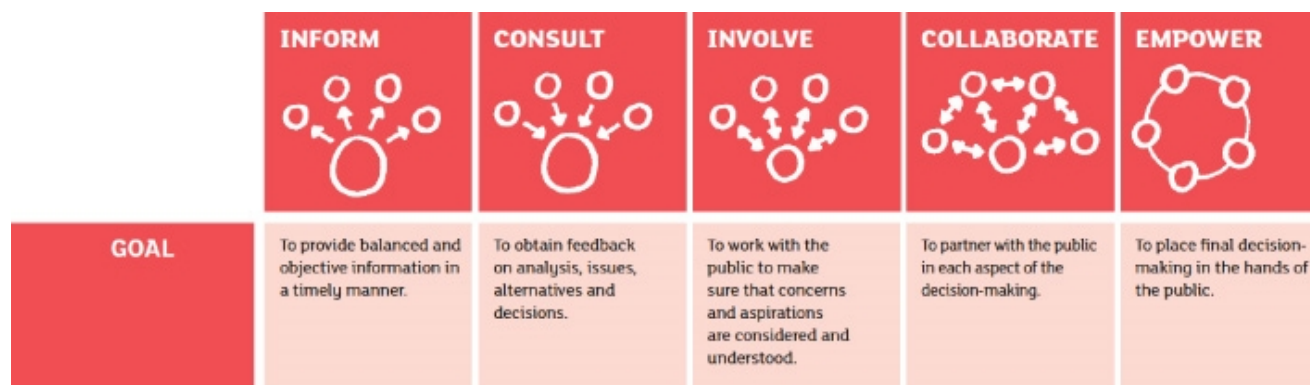 INFORM
CONSULT
INVOLVE
COLLABORATE
EMPOWER
GOAL
To provide balanced and
objective information in
a timely manner.
To obtain feedback
on analysis, issues,
alternatives and
decisions.
To work with the
public to make
sure that concerns
and aspirations
are considered and
understood.
To partner with the public
in each aspect of the
decision-making.
To place final decision-
making in the hands of
the public.